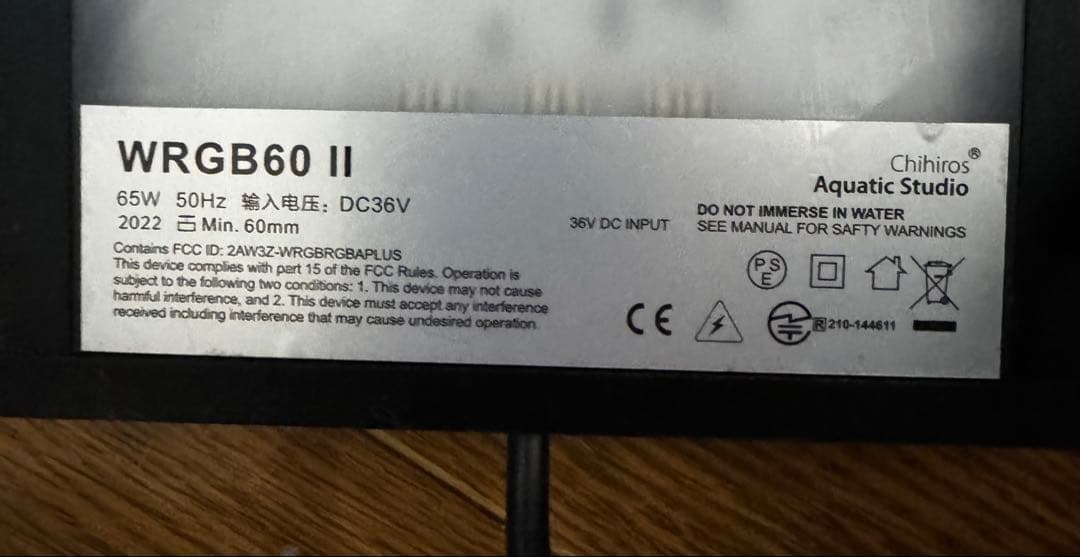 WRGB60 II
65W 50Hz 输入电压: DC36V
2022 Min. 60mm
Contains FCC ID: 2AW3Z-WRGBRGBAPLUS
This device complies with part 15 of the FCC Rules. Operation is
subject to the following two conditions: 1. This device may not cause
harmful interference, and 2. This device must accept any interference
received including interference that may cause undesired operation.
36V DC INPUT
Chihiros®
Aquatic Studio
DO NOT IMMERSE IN WATER
SEE MANUAL FOR SAFTY WARNINGS
PSE
CE
R 210-144611